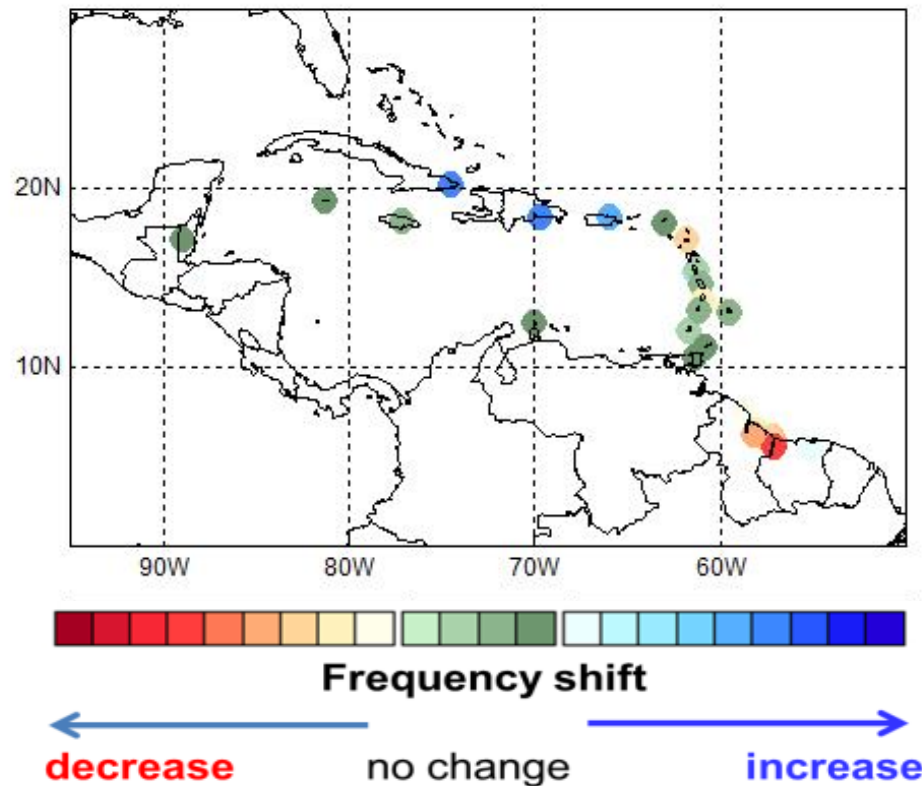 20N
10N
90W 80W 70W 60W
Frequency shift
decrease no change increase